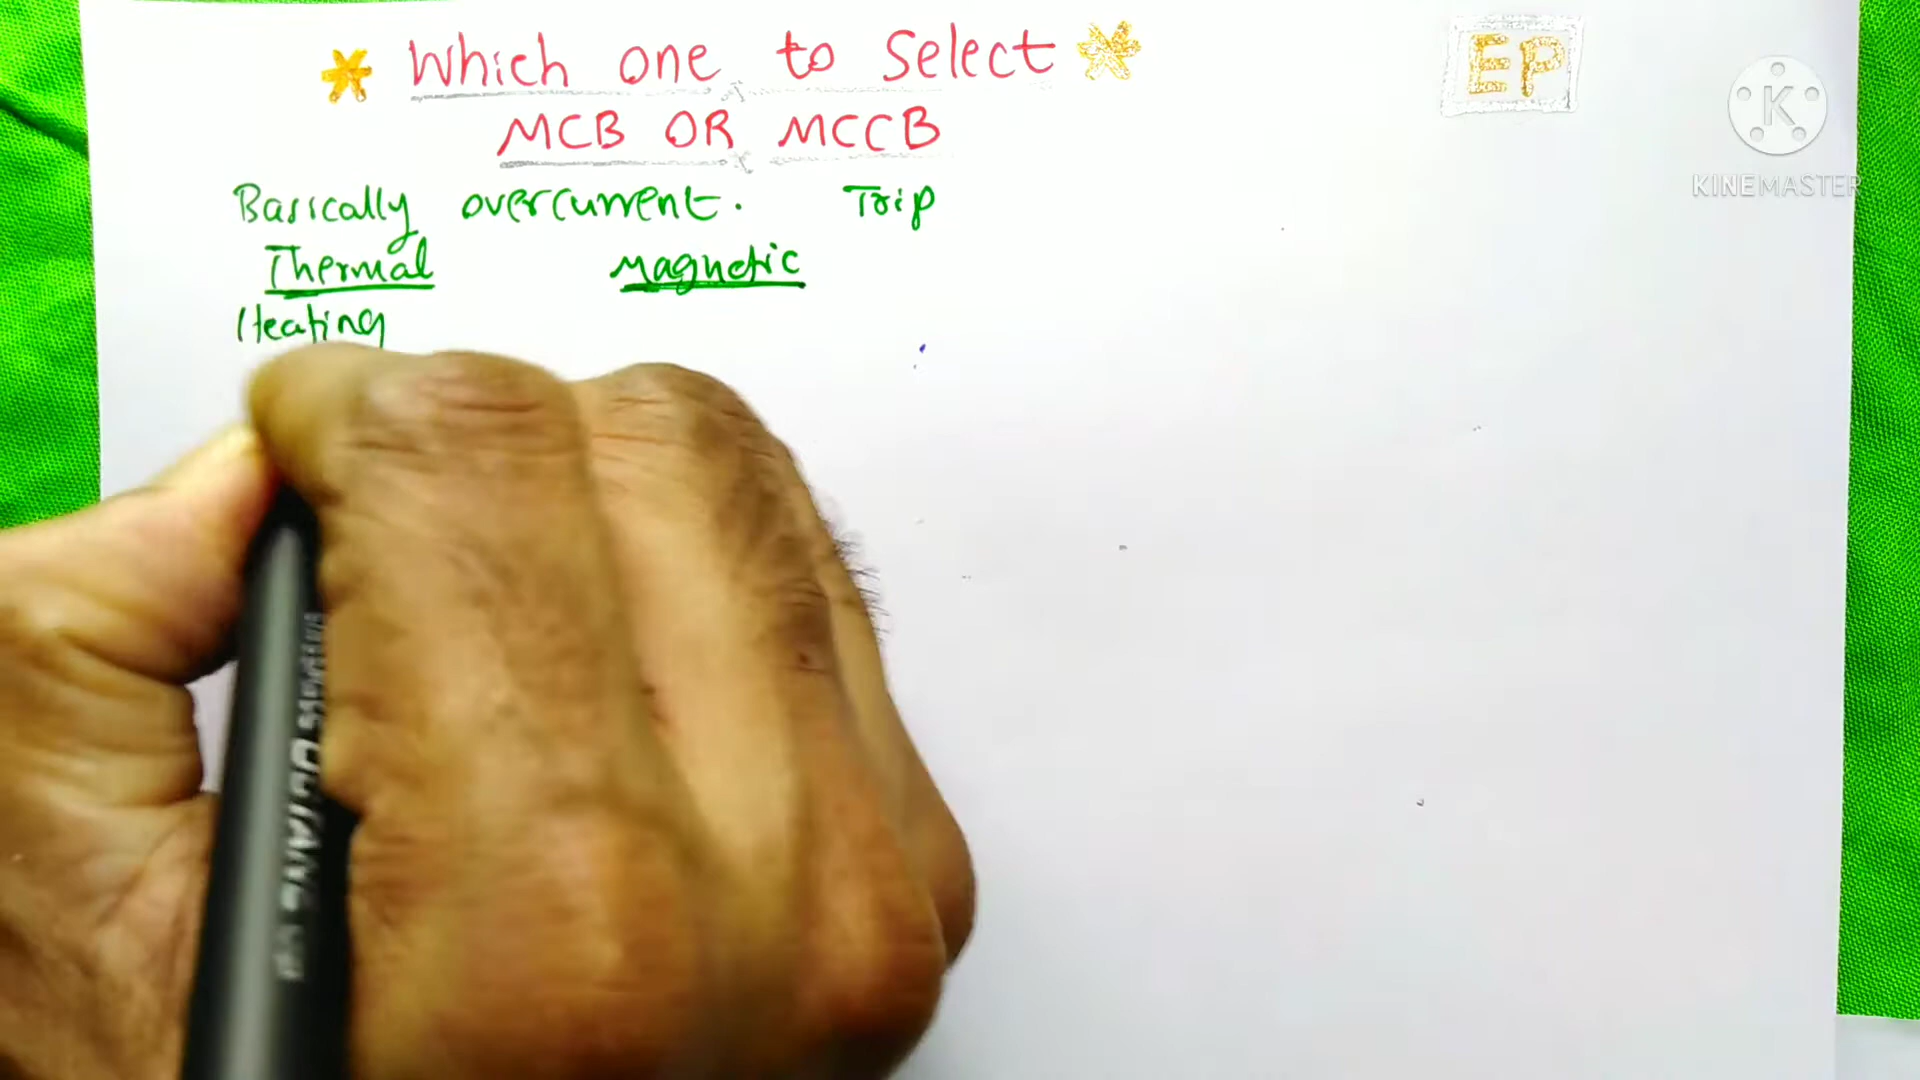 * Which one to Select *
MCB OR MCCB
EP
K
KINEMASTER
Basically overcurrent. Trip
Thermal Magnetic
Heating